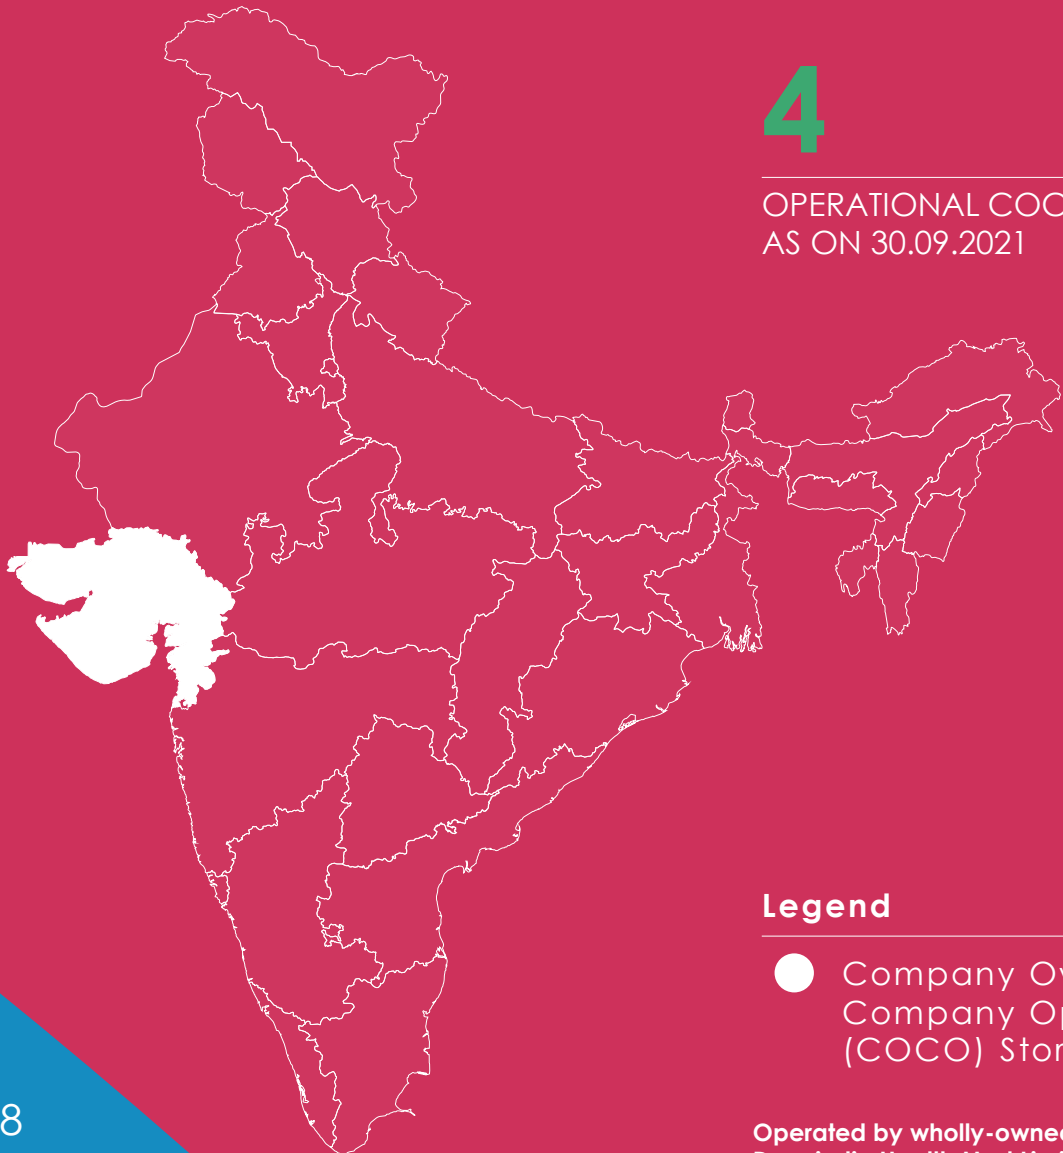 4
OPERATIONAL COC
AS ON 30.09.2021
Legend
Company Ov
Company Op
(COCO) Stor
8
Operated by wholly-owne